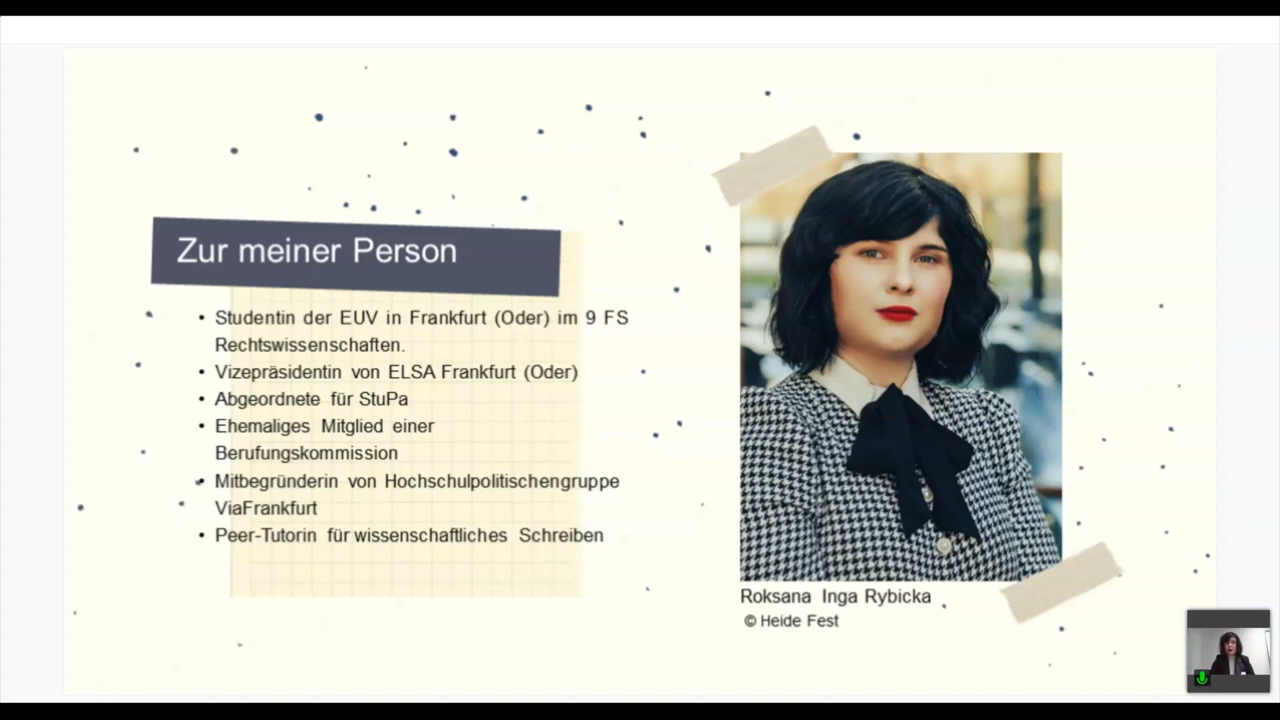 Zur meiner Person
• Studentin der EUV in Frankfurt (Oder) im 9 FS
Rechtswissenschaften.
• Vizepräsidentin von ELSA Frankfurt (Oder)
• Abgeordnete für StuPa
• Ehemaliges Mitglied einer
Berufungskommission
• Mitbegründerin von Hochschulpolitischengruppe
ViaFrankfurt
• Peer-Tutorin für wissenschaftliches Schreiben
Roksana Inga Rybicka
© Heide Fest